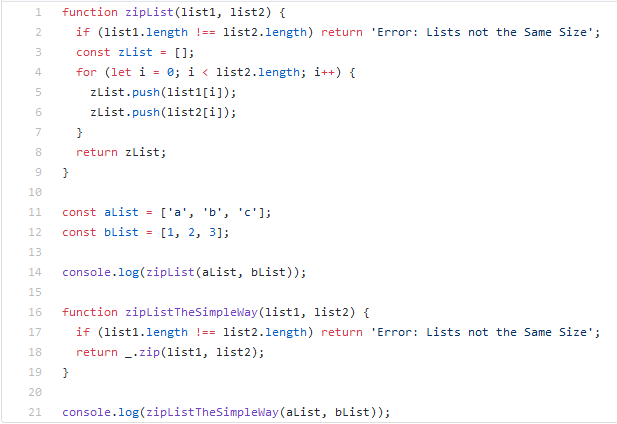 1 function zipList(list1, list2) {
2 if (list1.length !== list2.length) return 'Error: Lists not the Same Size';
3 const zList = [];
4 for (let i = 0; i < list2.length; i++) {
5 zList.push(list1[i]);
6 zList.push(list2[i]);
7 }
8 return zList;
9 }
10
11 const aList = ['a', 'b', 'c'];
12 const bList = [1, 2, 3];
13
14 console.log(zipList(aList, bList));
15
16 function zipListTheSimpleWay(list1, list2) {
17 if (list1.length !== list2.length) return 'Error: Lists not the Same Size';
18 return _.zip(list1, list2);
19 }
20
21 console.log(zipListTheSimpleWay(aList, bList));